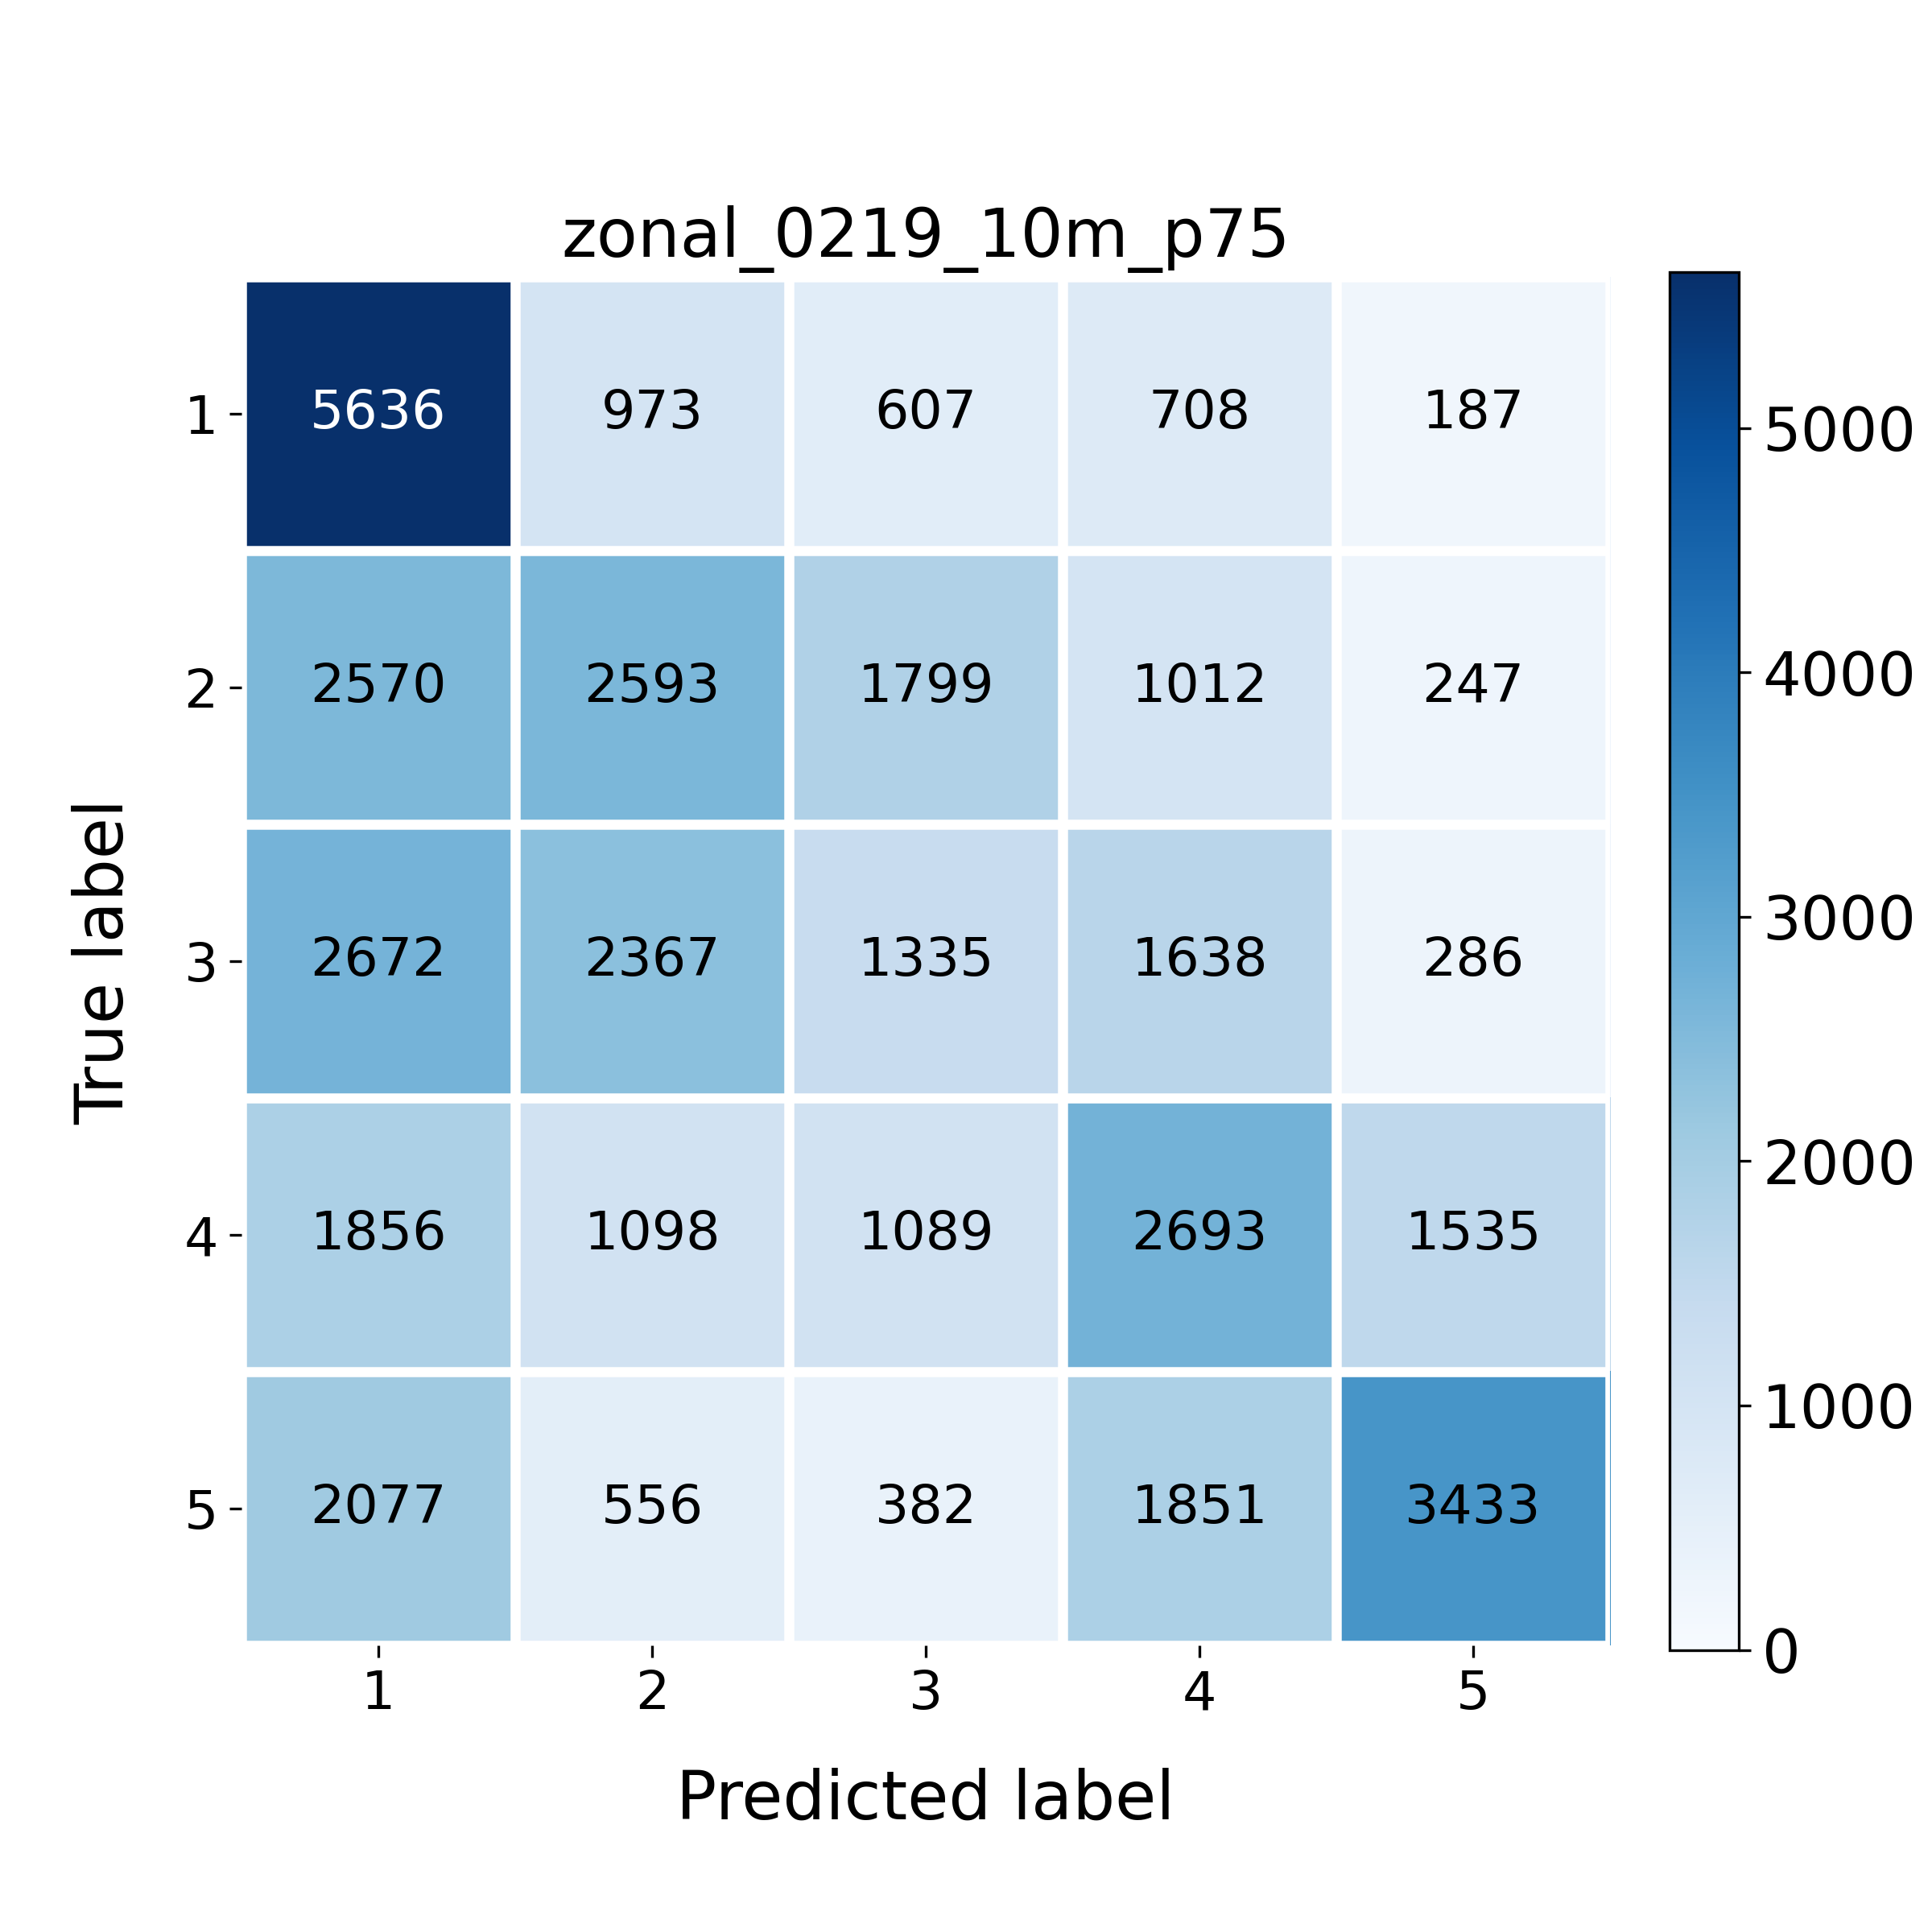 zonal_0219_10m_p75
1 5636 973 607 708 187
2 2570 2593 1799 1012 247
3 2672 2367 1335 1638 286
4 1856 1098 1089 2693 1535
5 2077 556 382 1851 3433
1 2 3 4 5
Predicted label
True label
5000
4000
3000
2000
1000
0